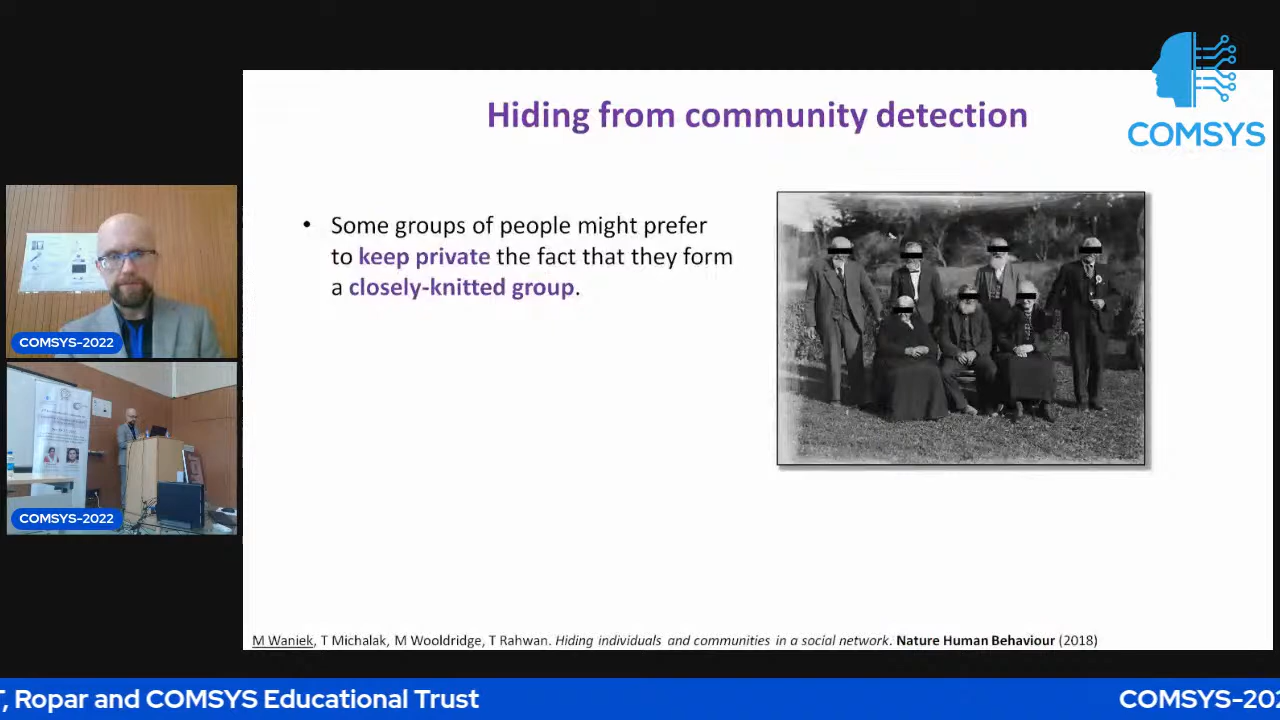 COMSYS
Hiding from community detection
• Some groups of people might prefer
to keep private the fact that they form
a closely-knitted group.
COMSYS-2022
COMSYS-2022
M Waniek, T Michalak, M Wooldridge, T Rahwan. Hiding individuals and communities in a social network. Nature Human Behaviour (2018)
, Ropar and COMSYS Educational Trust
COMSYS-202